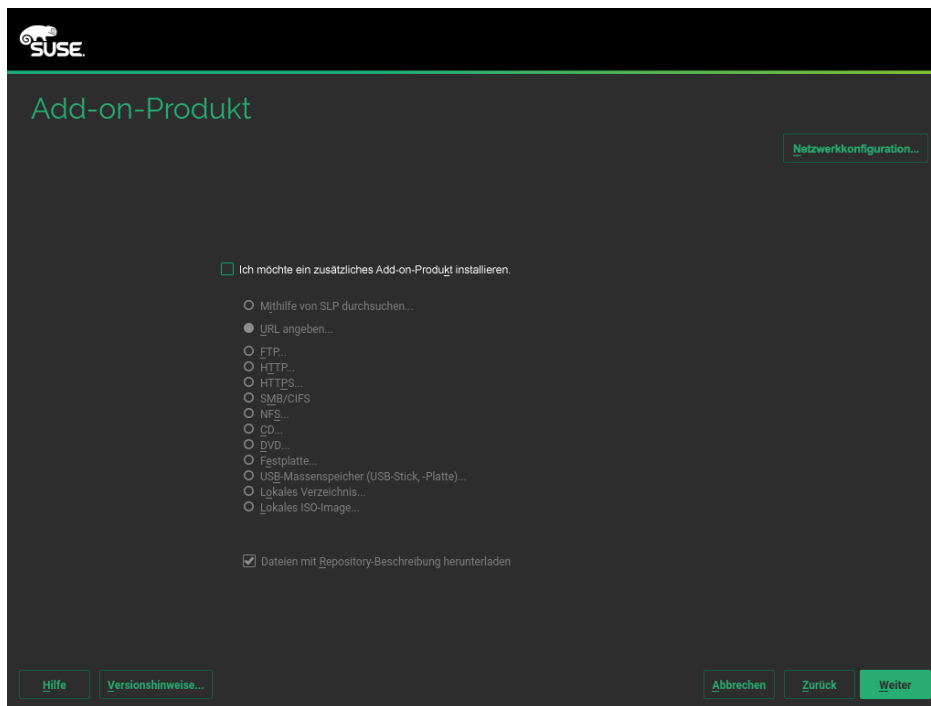 SUSE.
Add-on-Produkt
Netzwerkkonfiguration...
Ich möchte ein zusätzliches Add-on-Produkt installieren.
Mithilfe von SLP durchsuchen...
URL angeben...
FTP...
HTTP...
HTTPS...
SMB/CIFS
NFS...
CD...
DVD...
Festplatte...
USB-Massenspeicher (USB-Stick, -Platte)...
Lokales Verzeichnis...
Lokales ISO-Image...
Dateien mit Repository-Beschreibung herunterladen
Hilfe Versionshinweise... Abbrechen Zurück Weiter